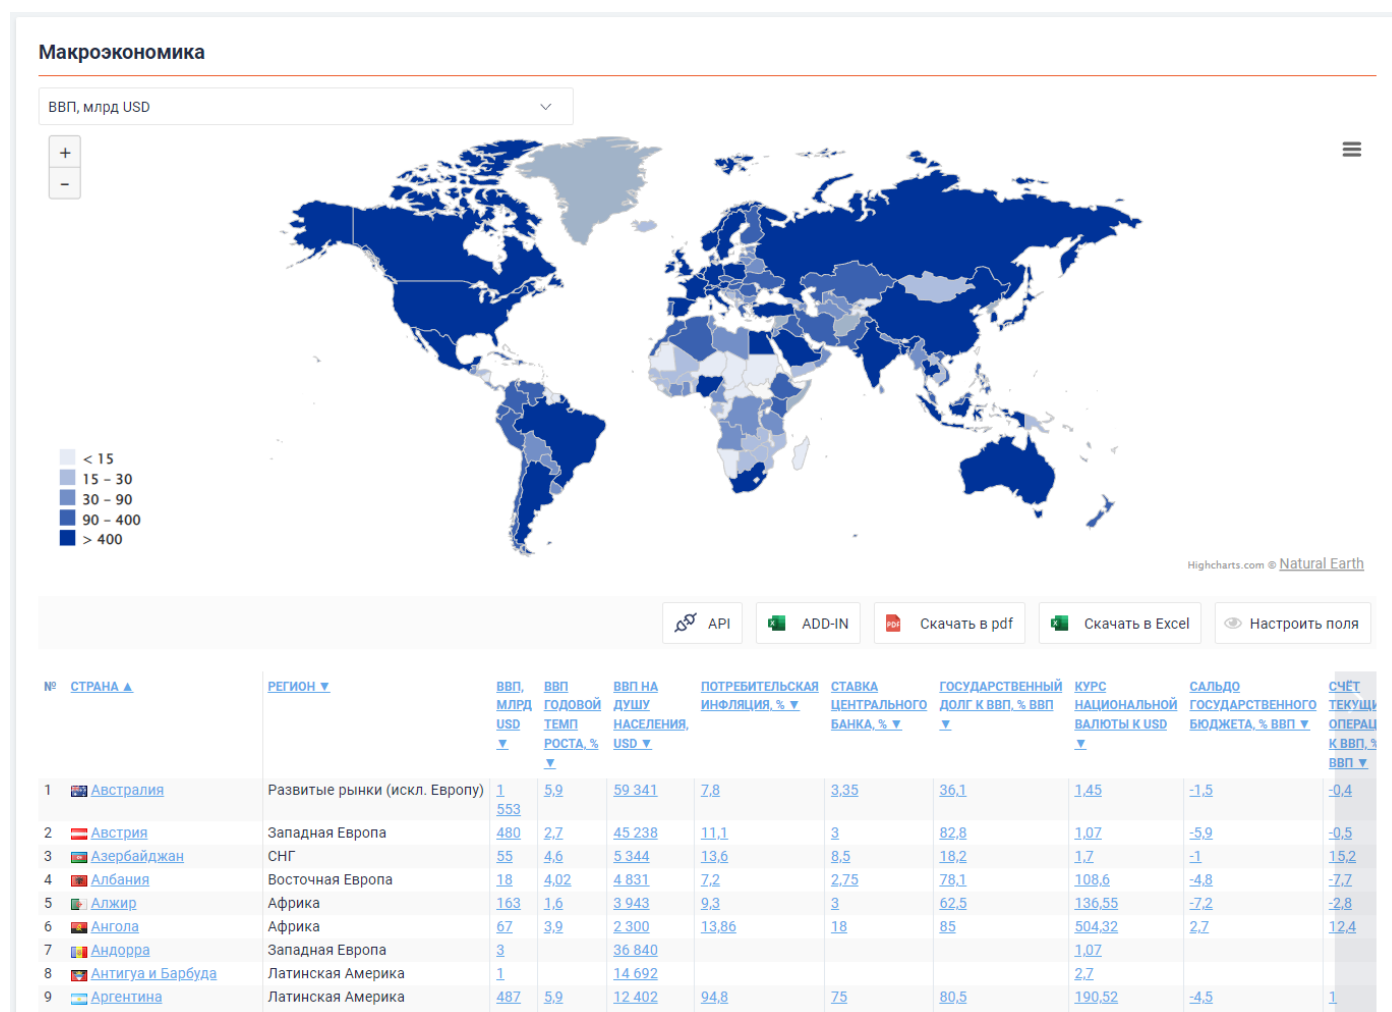 Макроэкономика
ВВП, млрд USD
+
−
< 15
15 – 30
30 – 90
90 – 400
> 400
Highcharts.com © Natural Earth
API
ADD-IN
Скачать в pdf
Скачать в Excel
Настроить поля
№ СТРАНА ▲ РЕГИОН ▼ ВВП, МЛРД USD ▼ ВВП ГОДОВОЙ ТЕМП РОСТА, % ▼ ВВП НА ДУШУ НАСЕЛЕНИЯ, USD ▼ ПОТРЕБИТЕЛЬСКАЯ ИНФЛЯЦИЯ, % ▼ СТАВКА ЦЕНТРАЛЬНОГО БАНКА, % ▼ ГОСУДАРСТВЕННЫЙ ДОЛГ К ВВП, % ВВП ▼ КУРС НАЦИОНАЛЬНОЙ ВАЛЮТЫ К USD ▼ САЛЬДО ГОСУДАРСТВЕННОГО БЮДЖЕТА, % ВВП ▼ СЧЁТ ТЕКУЩИ ОПЕРАЦ К ВВП, % ВВП ▼
1 Австралия Развитые рынки (искл. Европу) 1 553 5,9 59 341 7,8 3,35 36,1 1,45 -1,5 -0,4
2 Австрия Западная Европа 480 2,7 45 238 11,1 3 82,8 1,07 -5,9 -0,5
3 Азербайджан СНГ 55 4,6 5 344 13,6 8,5 18,2 1,7 -1 15,2
4 Албания Восточная Европа 18 4,02 4 831 7,2 2,75 78,1 108,6 -4,8 -7,7
5 Алжир Африка 163 1,6 3 943 9,3 3 62,5 136,55 -7,2 -2,8
6 Ангола Африка 67 3,9 2 300 13,86 18 85 504,32 2,7 12,4
7 Андорра Западная Европа 3 36 840 1,07
8 Антигуа и Барбуда Латинская Америка 1 14 692 2,7
9 Аргентина Латинская Америка 487 5,9 12 402 94,8 75 80,5 190,52 -4,5 1